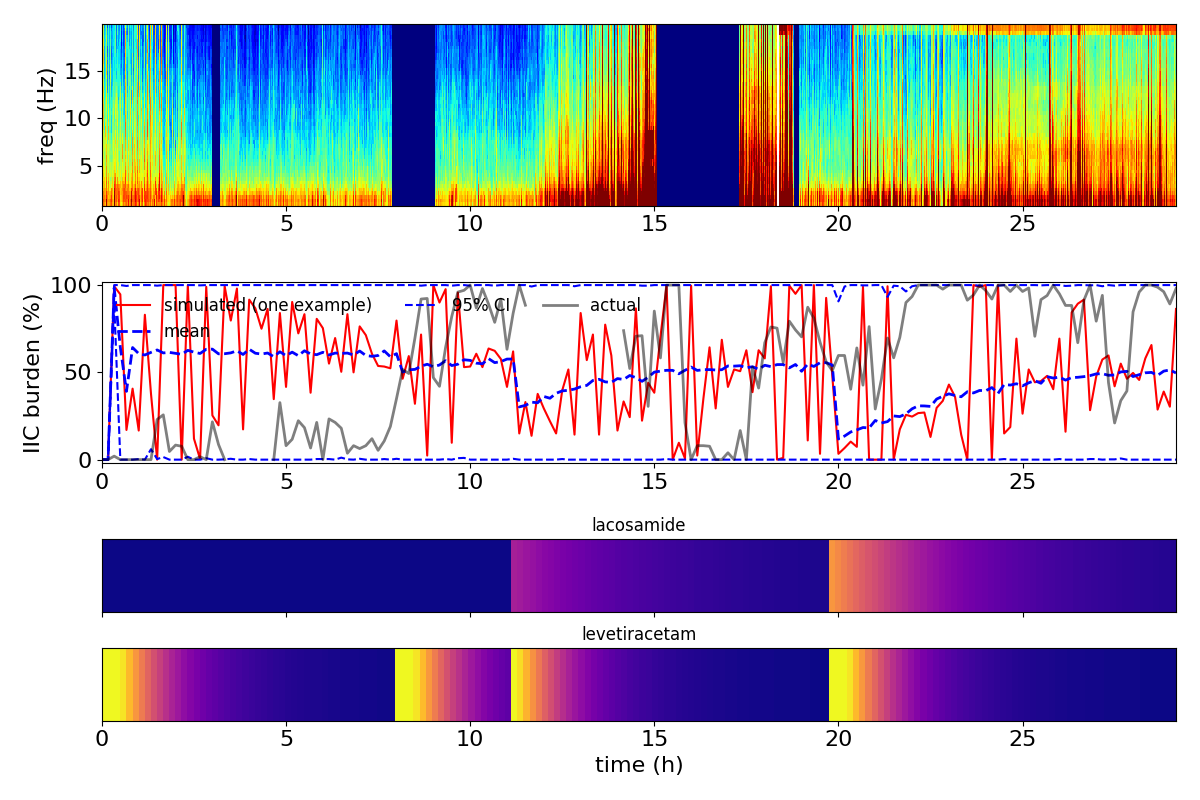 freq (Hz)
15
10
5
0 5 10 15 20 25
IIC burden (%)
100
50
0
simulated (one example) 95% CI actual
mean
0 5 10 15 20 25
lacosamide
levetiracetam
0 5 10 15 20 25
time (h)